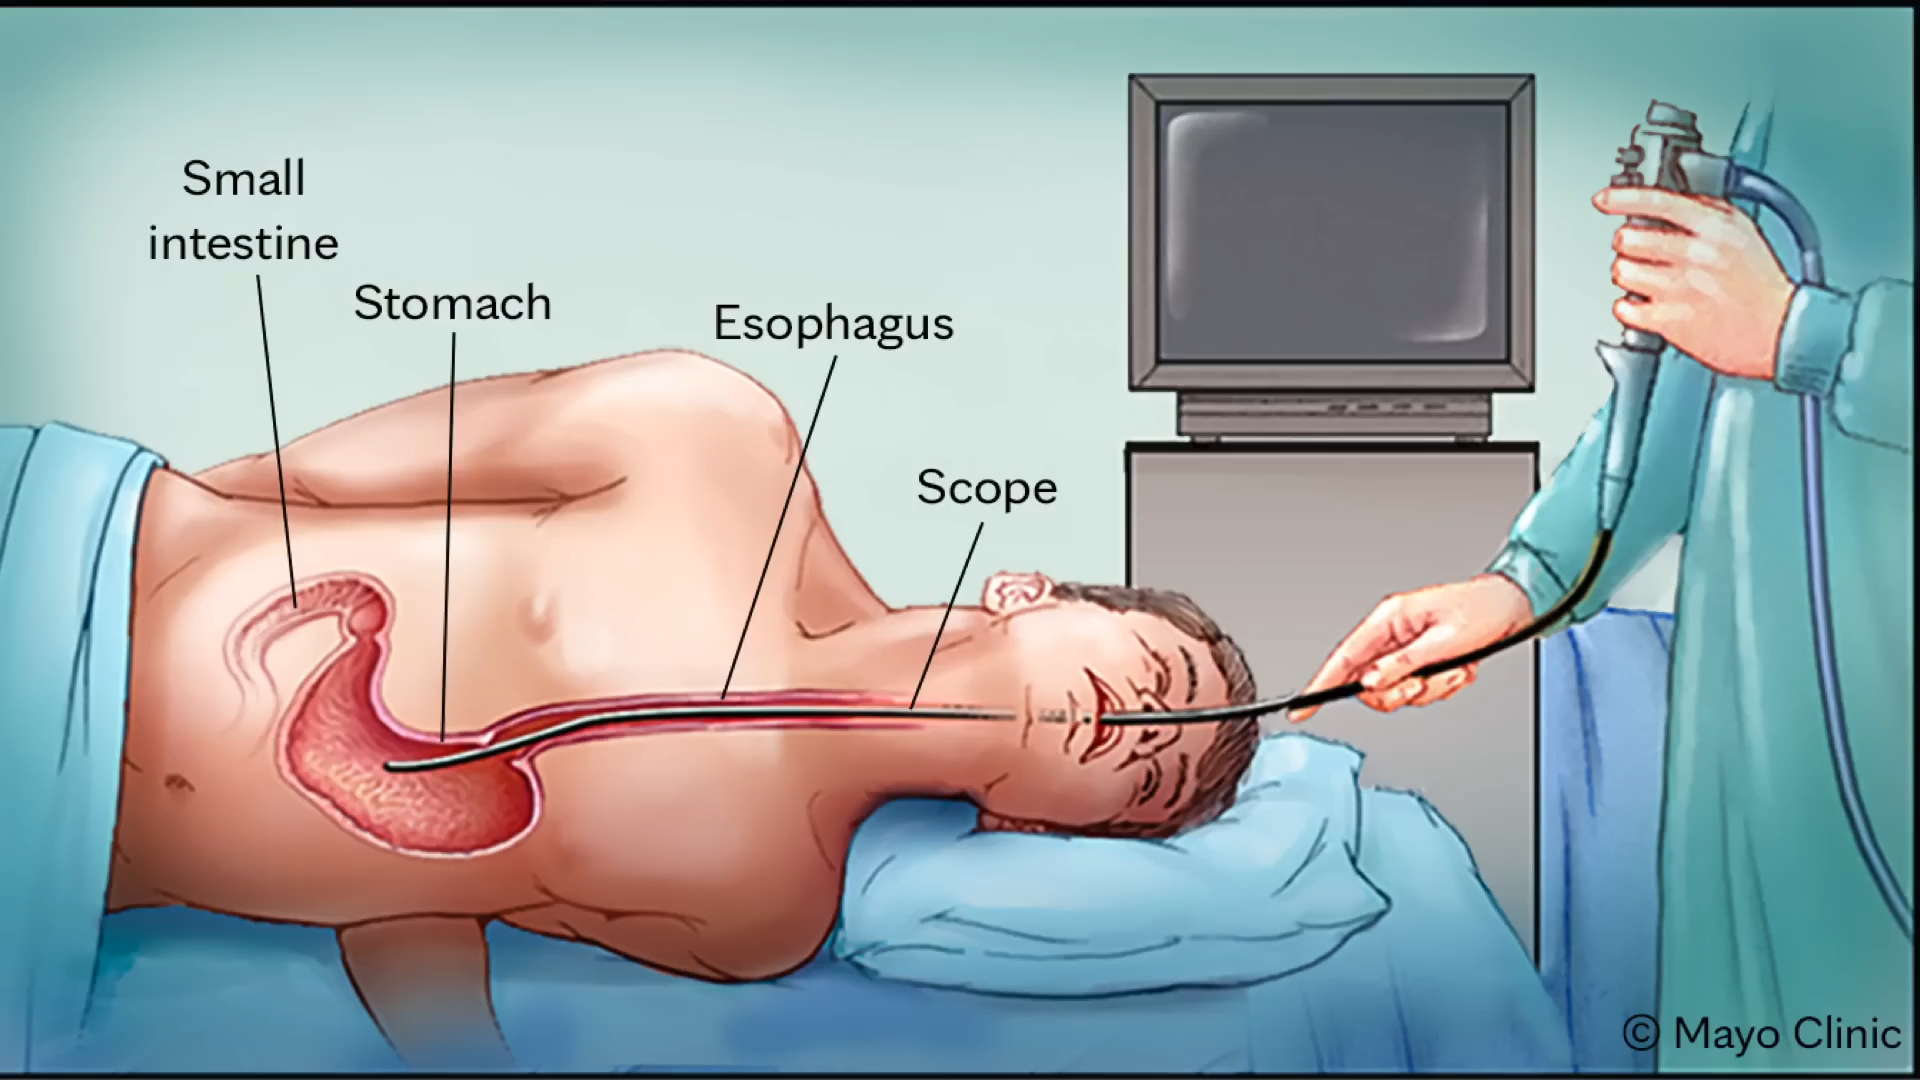 Small
intestine
Stomach
Esophagus
Scope
© Mayo Clinic